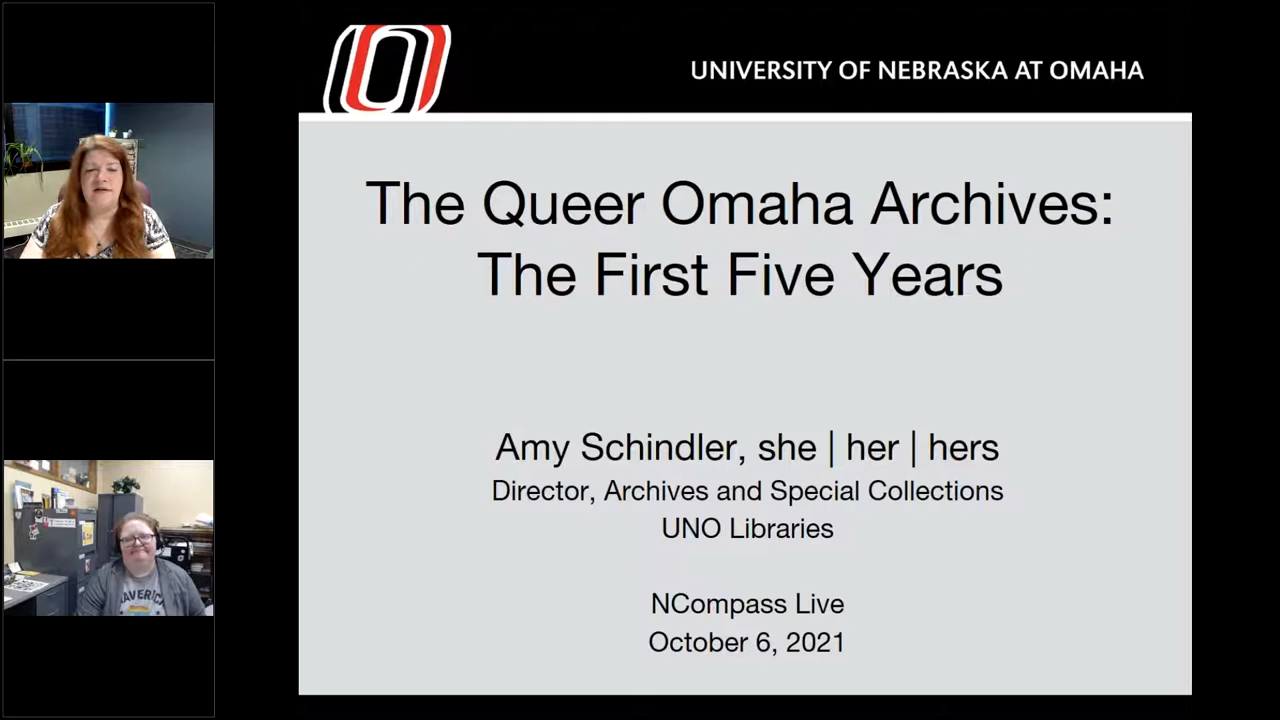 UNIVERSITY OF NEBRASKA AT OMAHA
The Queer Omaha Archives:
The First Five Years
Amy Schindler, she | her | hers
Director, Archives and Special Collections
UNO Libraries
NCompass Live
October 6, 2021